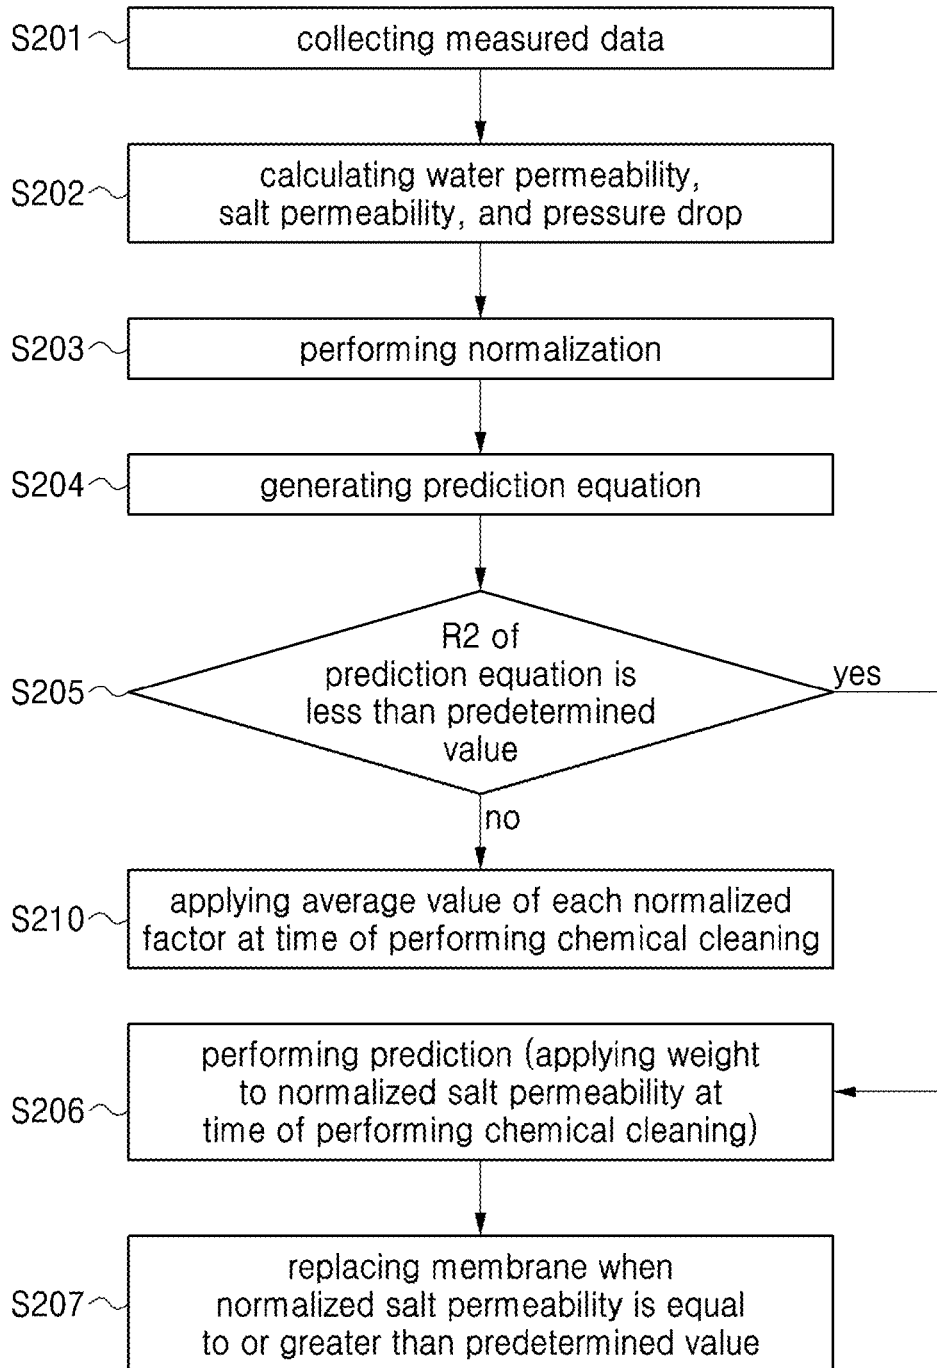 S201
collecting measured data
S202
calculating water permeability,
salt permeability, and pressure drop
S203
performing normalization
S204
generating prediction equation
S205
R2 of
prediction equation is
less than predetermined
value
yes
no
S210
applying average value of each normalized
factor at time of performing chemical cleaning
S206
performing prediction (applying weight
to normalized salt permeability at
time of performing chemical cleaning)
S207
replacing membrane when
normalized salt permeability is equal
to or greater than predetermined value